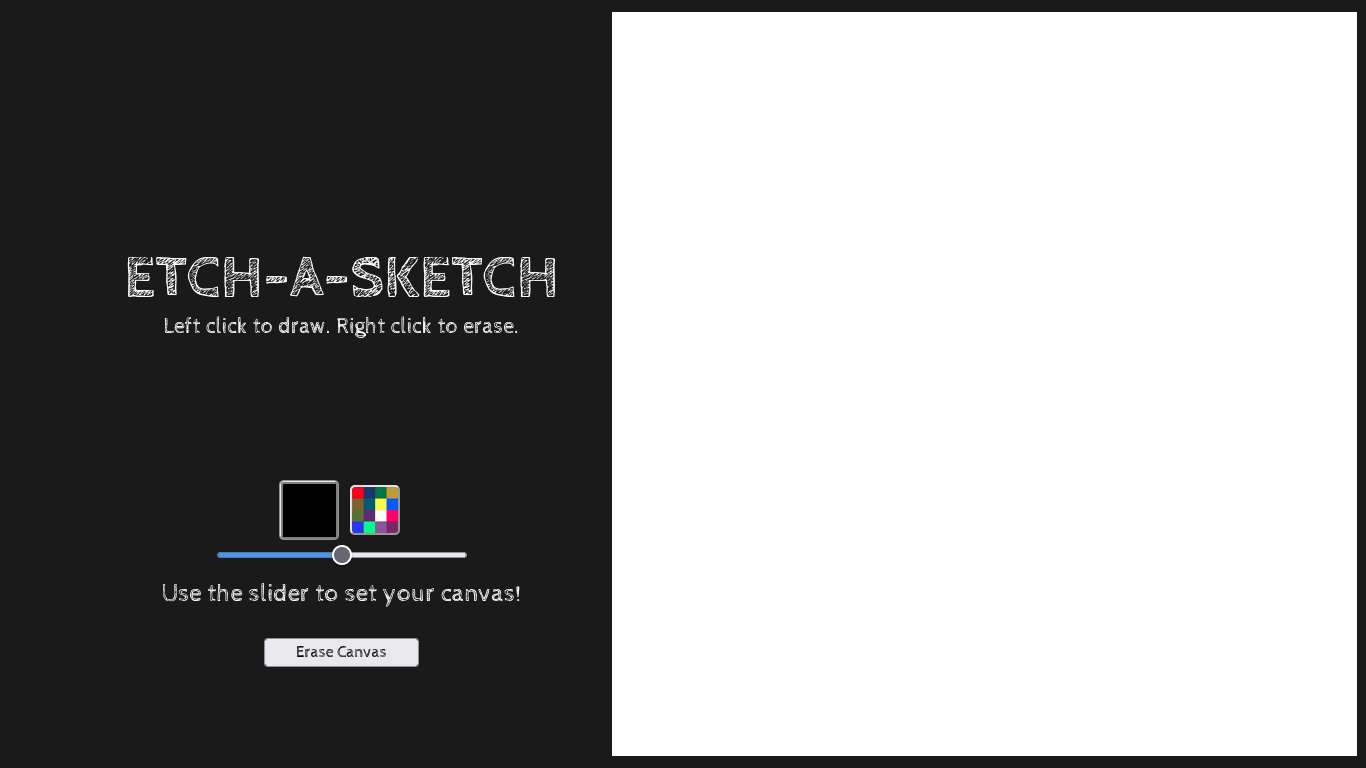 ETCH-A-SKETCH
Left click to draw. Right click to erase.
Use the slider to set your canvas!
Erase Canvas